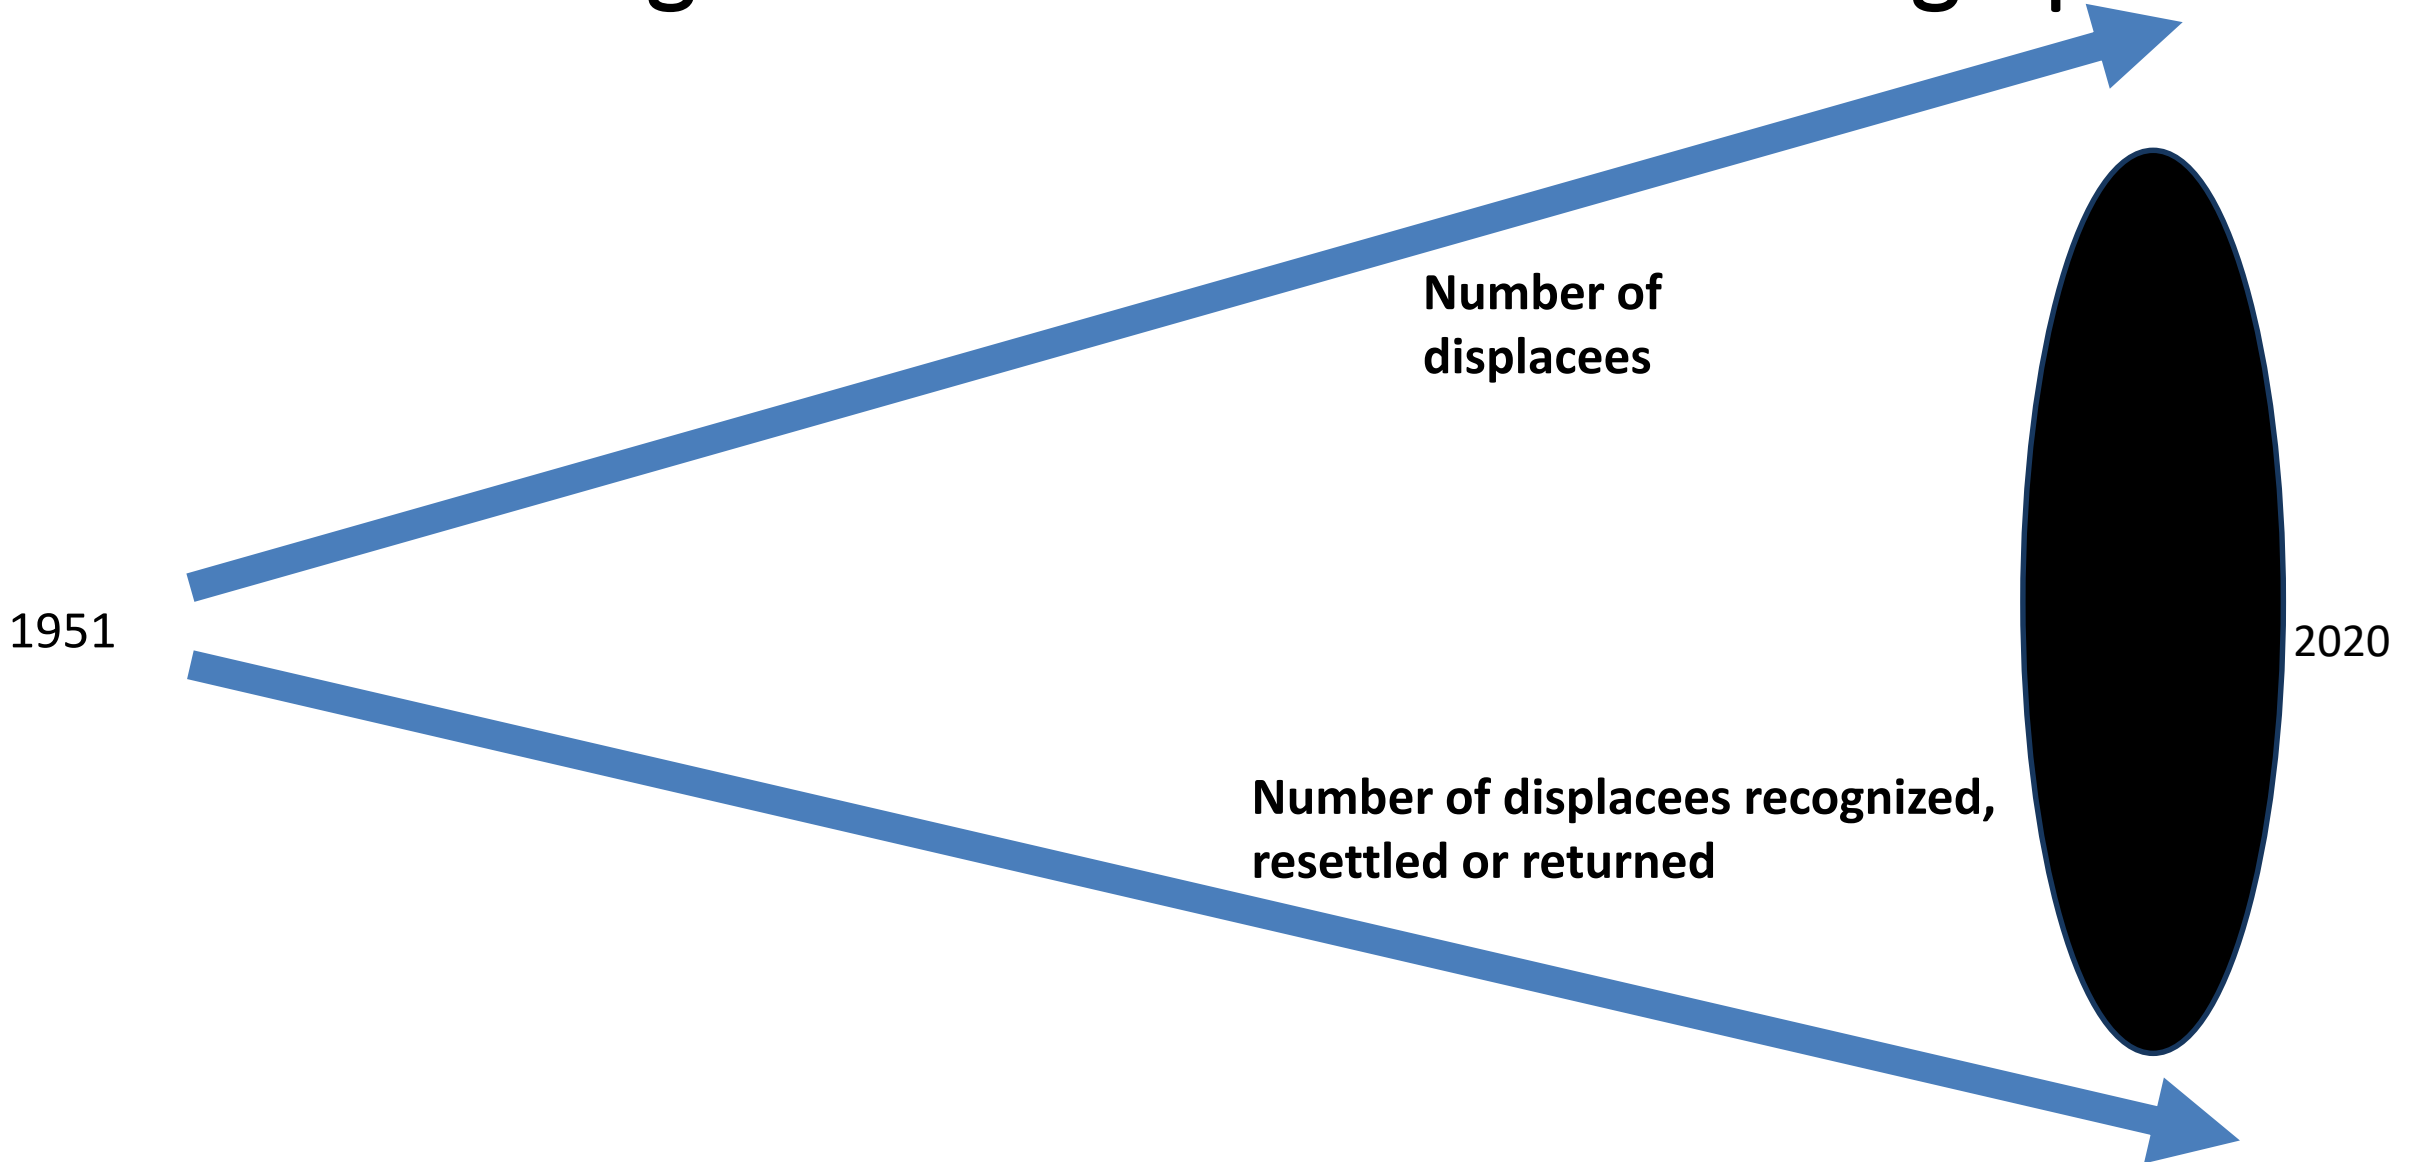 Number of
displacees
1951
2020
Number of displacees recognized,
resettled or returned